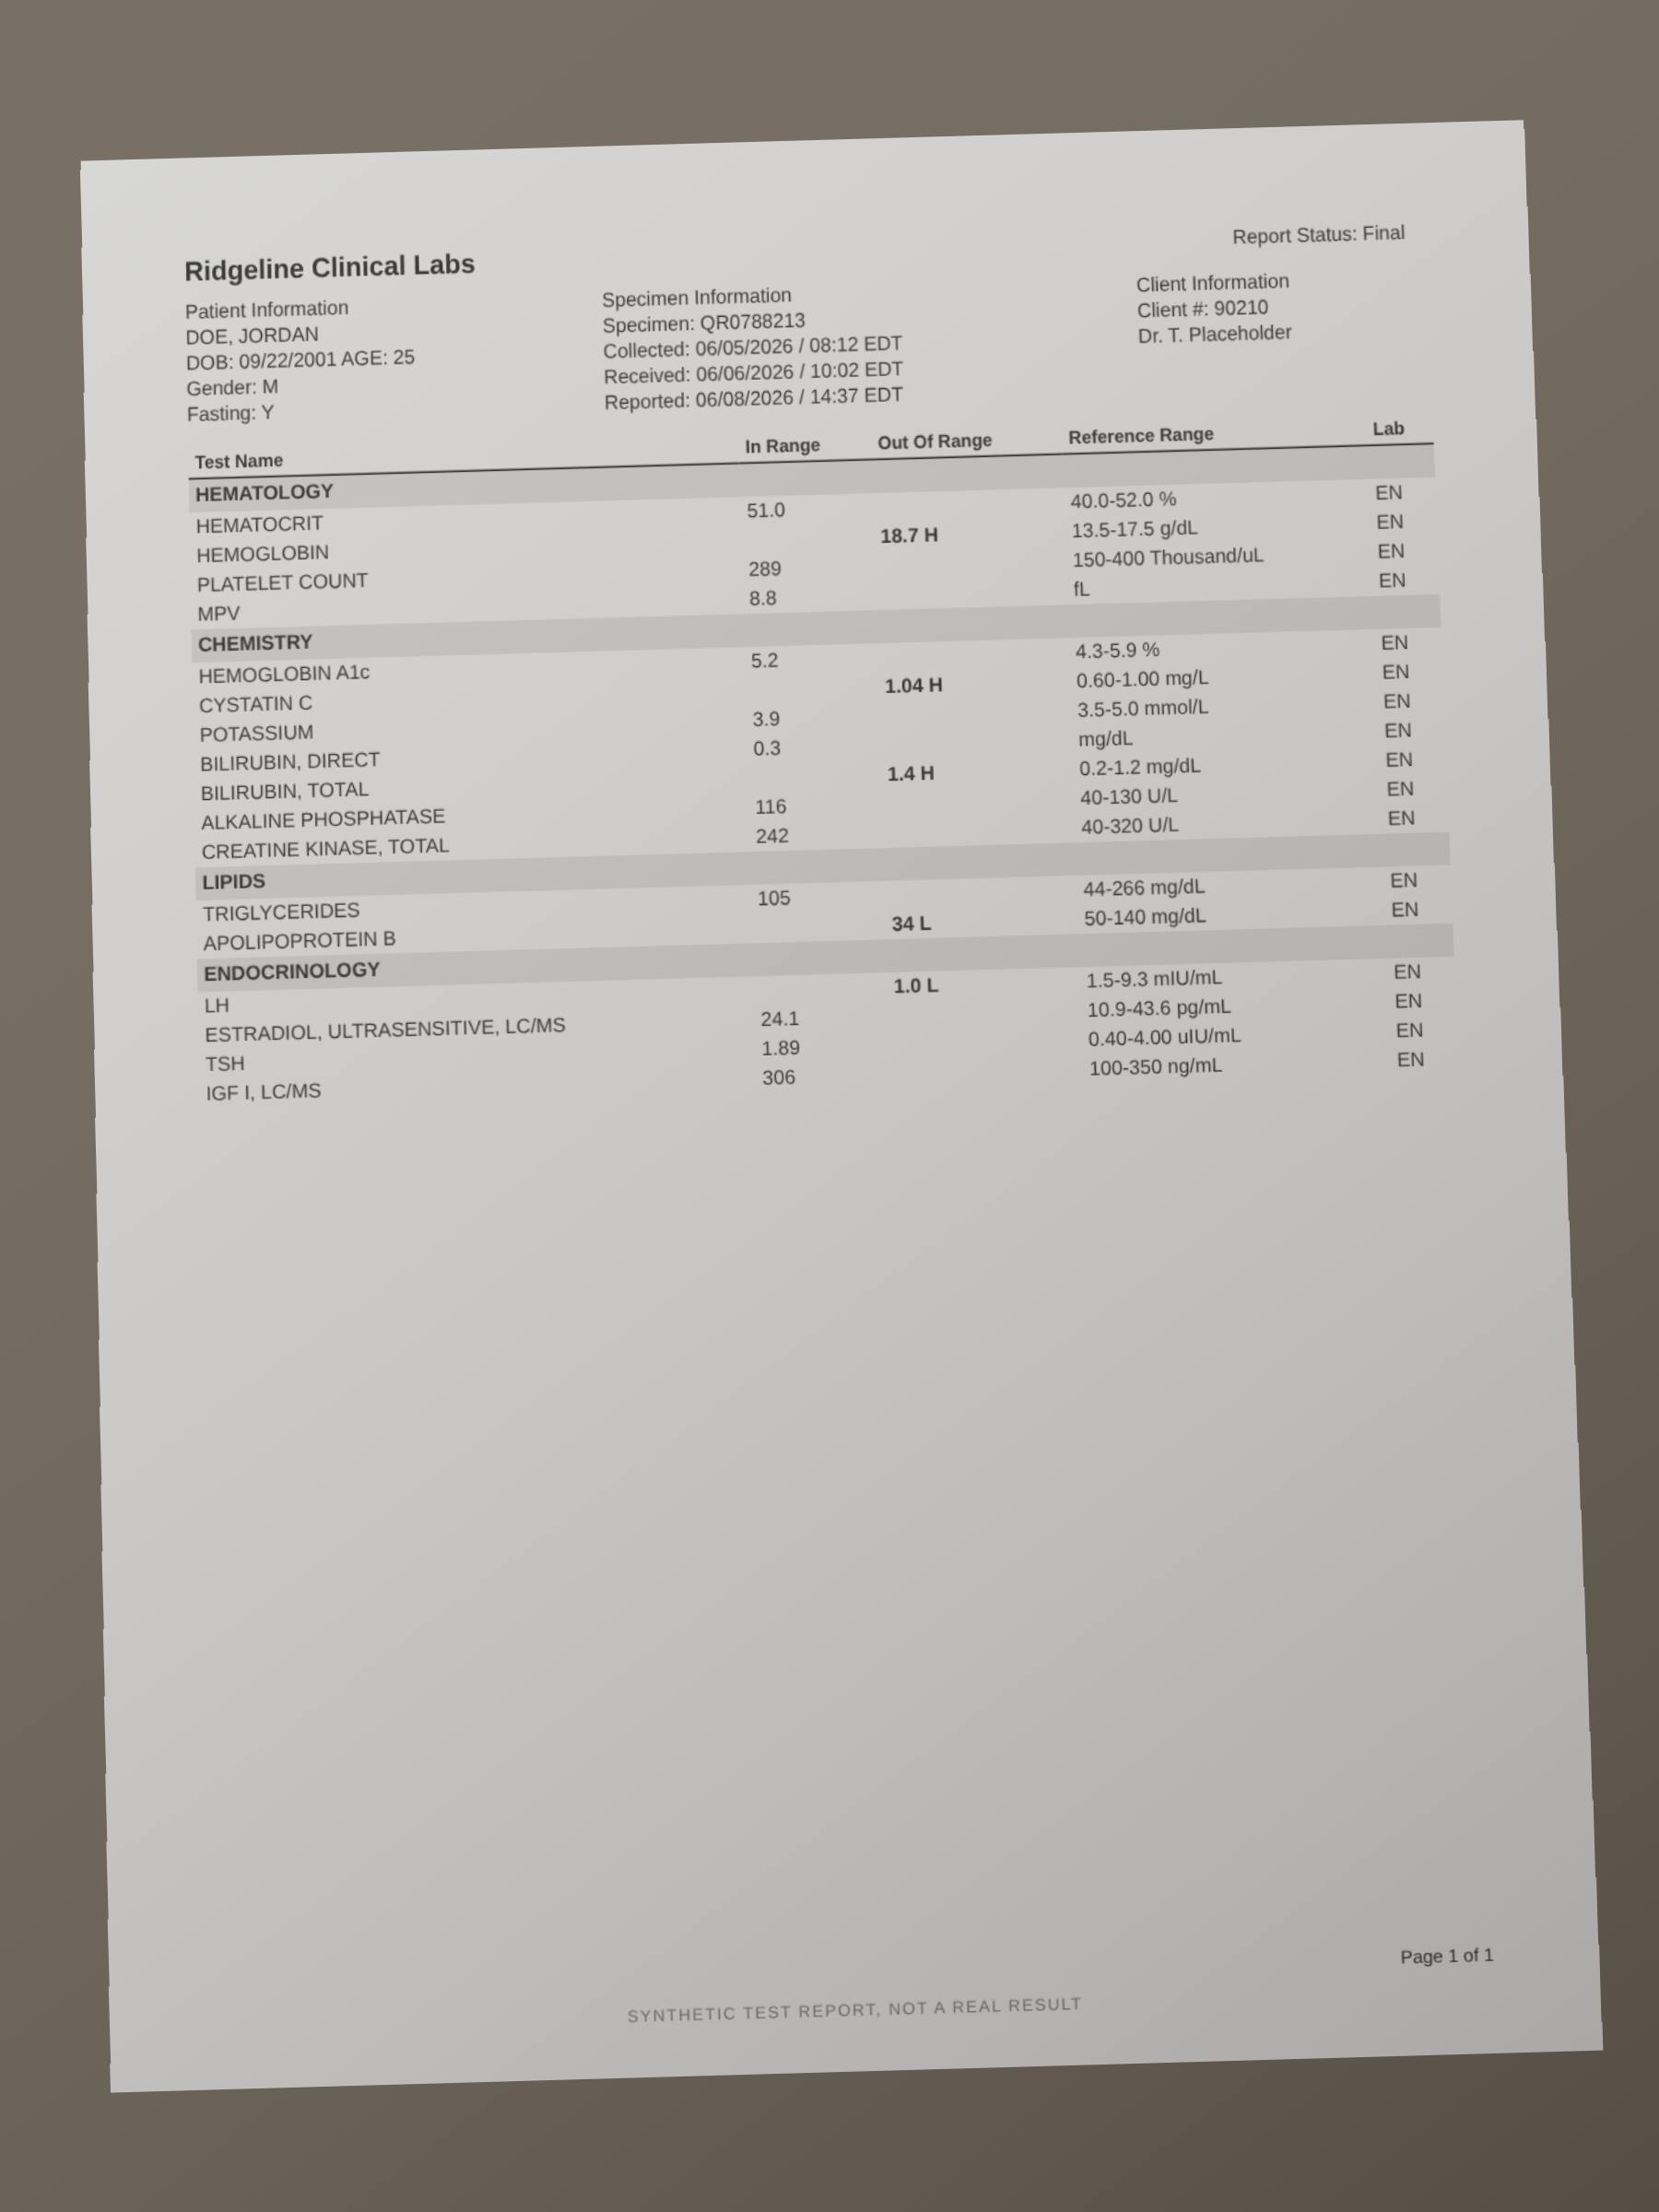 Report Status: Final
Ridgeline Clinical Labs
Patient Information
DOE, JORDAN
DOB: 09/22/2001 AGE: 25
Gender: M
Fasting: Y
Specimen Information
Specimen: QR0788213
Collected: 06/05/2026 / 08:12 EDT
Received: 06/06/2026 / 10:02 EDT
Reported: 06/08/2026 / 14:37 EDT
Client Information
Client #: 90210
Dr. T. Placeholder
Test Name In Range Out Of Range Reference Range Lab
HEMATOLOGY
HEMATOCRIT 51.0 40.0-52.0 % EN
HEMOGLOBIN 18.7 H 13.5-17.5 g/dL EN
PLATELET COUNT 289 150-400 Thousand/uL EN
MPV 8.8 fL EN
CHEMISTRY
HEMOGLOBIN A1c 5.2 4.3-5.9 % EN
CYSTATIN C 1.04 H 0.60-1.00 mg/L EN
POTASSIUM 3.9 3.5-5.0 mmol/L EN
BILIRUBIN, DIRECT 0.3 mg/dL EN
BILIRUBIN, TOTAL 1.4 H 0.2-1.2 mg/dL EN
ALKALINE PHOSPHATASE 116 40-130 U/L EN
CREATINE KINASE, TOTAL 242 40-320 U/L EN
LIPIDS
TRIGLYCERIDES 105 44-266 mg/dL EN
APOLIPOPROTEIN B 34 L 50-140 mg/dL EN
ENDOCRINOLOGY
LH 1.0 L 1.5-9.3 mIU/mL EN
ESTRADIOL, ULTRASENSITIVE, LC/MS 24.1 10.9-43.6 pg/mL EN
TSH 1.89 0.40-4.00 uIU/mL EN
IGF I, LC/MS 306 100-350 ng/mL EN
Page 1 of 1
SYNTHETIC TEST REPORT, NOT A REAL RESULT